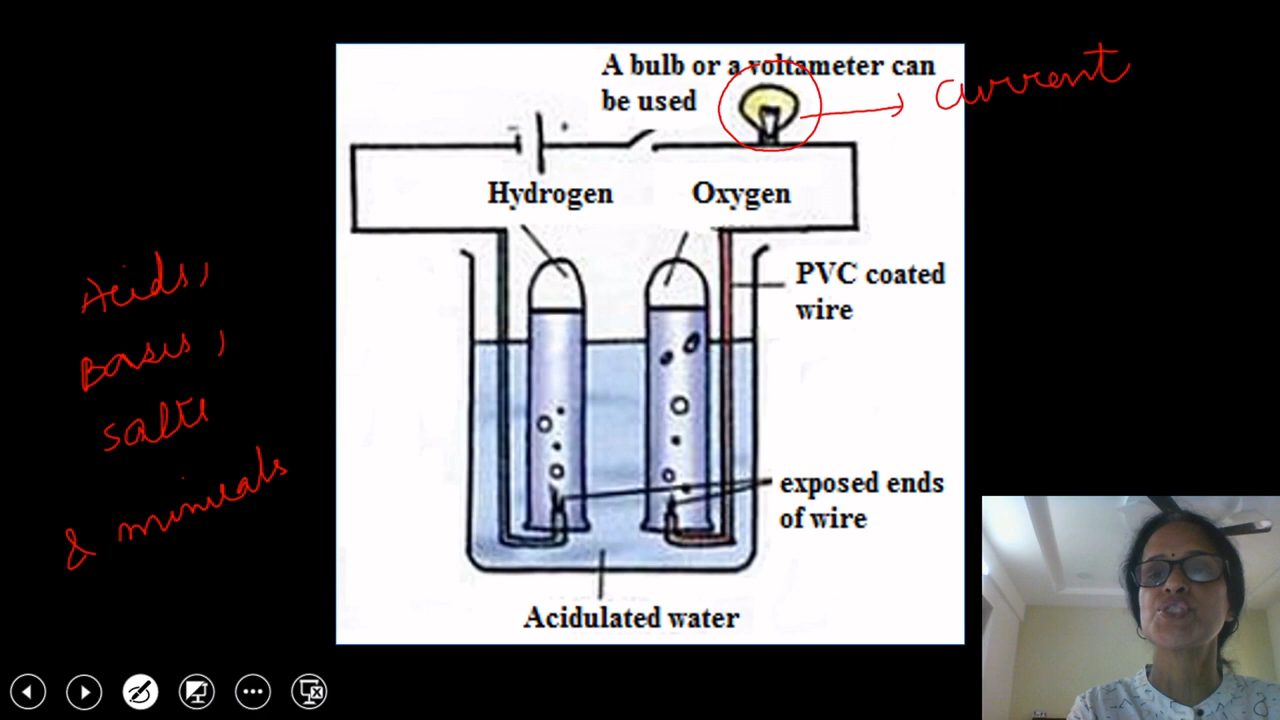 A bulb or a voltameter can
be used
Current
- +
Hydrogen Oxygen
PVC coated
wire
exposed ends
of wire
Acidulated water
Acids,
Bases,
salts
& minerals